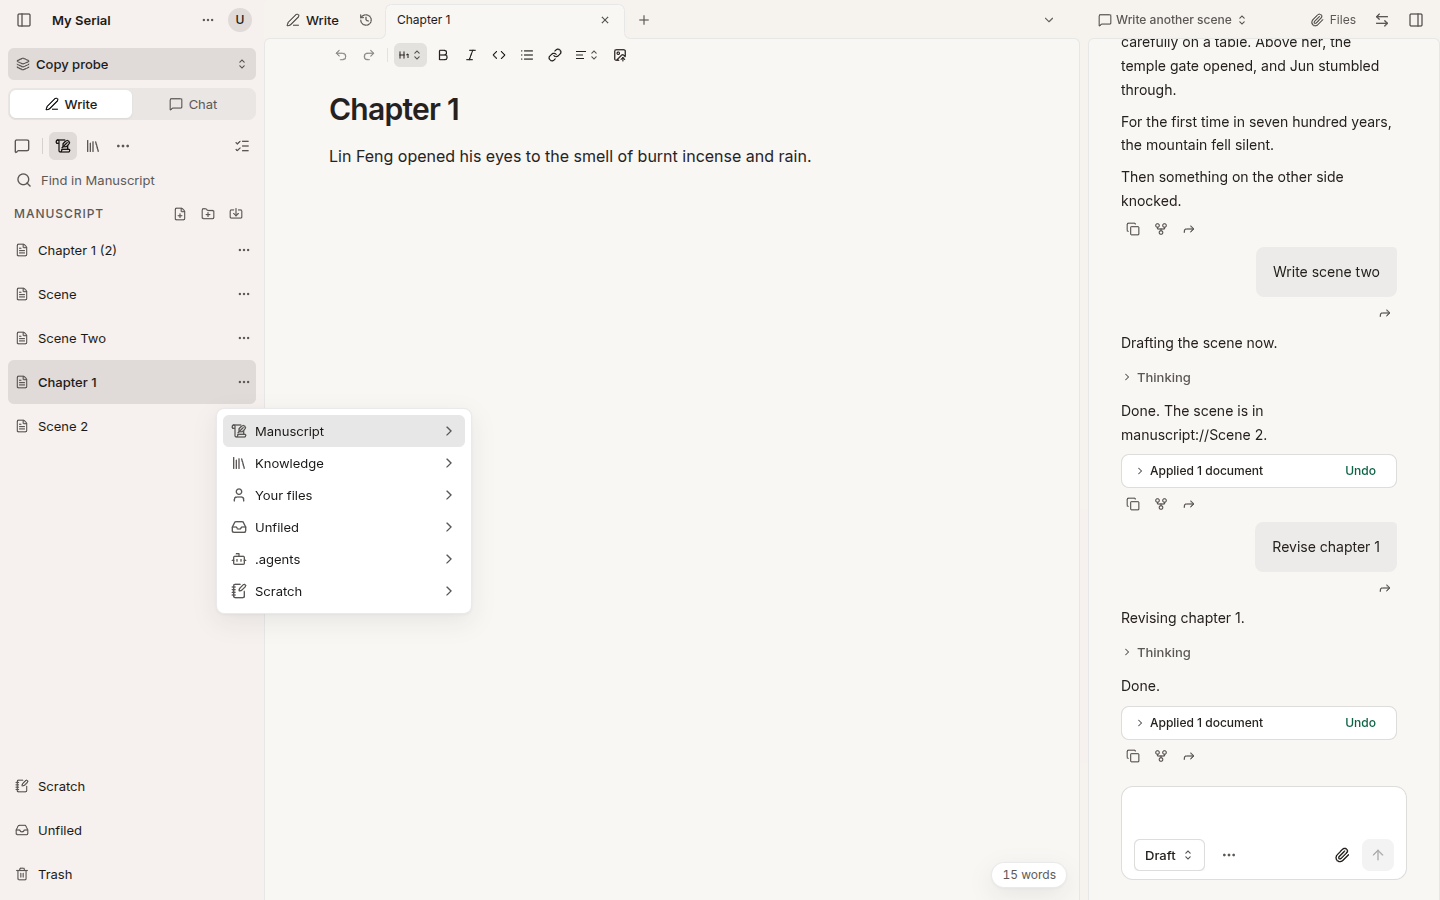 My Serial
U
Copy probe
Write
Chat
Find in Manuscript
MANUSCRIPT
Chapter 1 (2)
Scene
Scene Two
Chapter 1
Scene 2
Scratch
Unfiled
Trash
Write
Chapter 1
H1
Chapter 1
Lin Feng opened his eyes to the smell of burnt incense and rain.
Manuscript
Knowledge
Your files
Unfiled
.agents
Scratch
15 words
Write another scene
Files
carefully on a table. Above her, the
temple gate opened, and Jun stumbled
through.
For the first time in seven hundred years,
the mountain fell silent.
Then something on the other side
knocked.
Write scene two
Drafting the scene now.
Thinking
Done. The scene is in
manuscript://Scene 2.
Applied 1 document
Undo
Revise chapter 1
Revising chapter 1.
Thinking
Done.
Applied 1 document
Undo
Draft